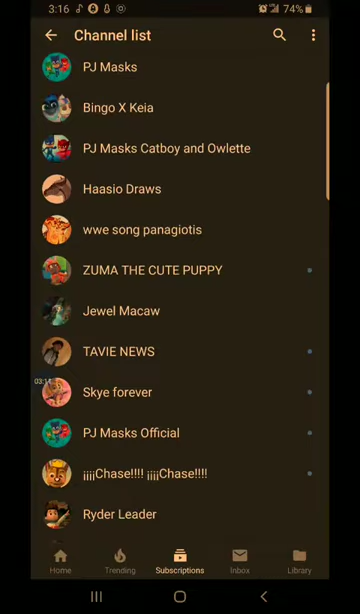 3:16
74%
Channel list
PJ Masks
Bingo X Keia
PJ Masks Catboy and Owlette
Haasio Draws
wwe song panagiotis
ZUMA THE CUTE PUPPY
Jewel Macaw
TAVIE NEWS
Skye forever
PJ Masks Official
¡¡¡¡Chase!!!! ¡¡¡¡Chase!!!!
Ryder Leader
Home Trending Subscriptions Inbox Library